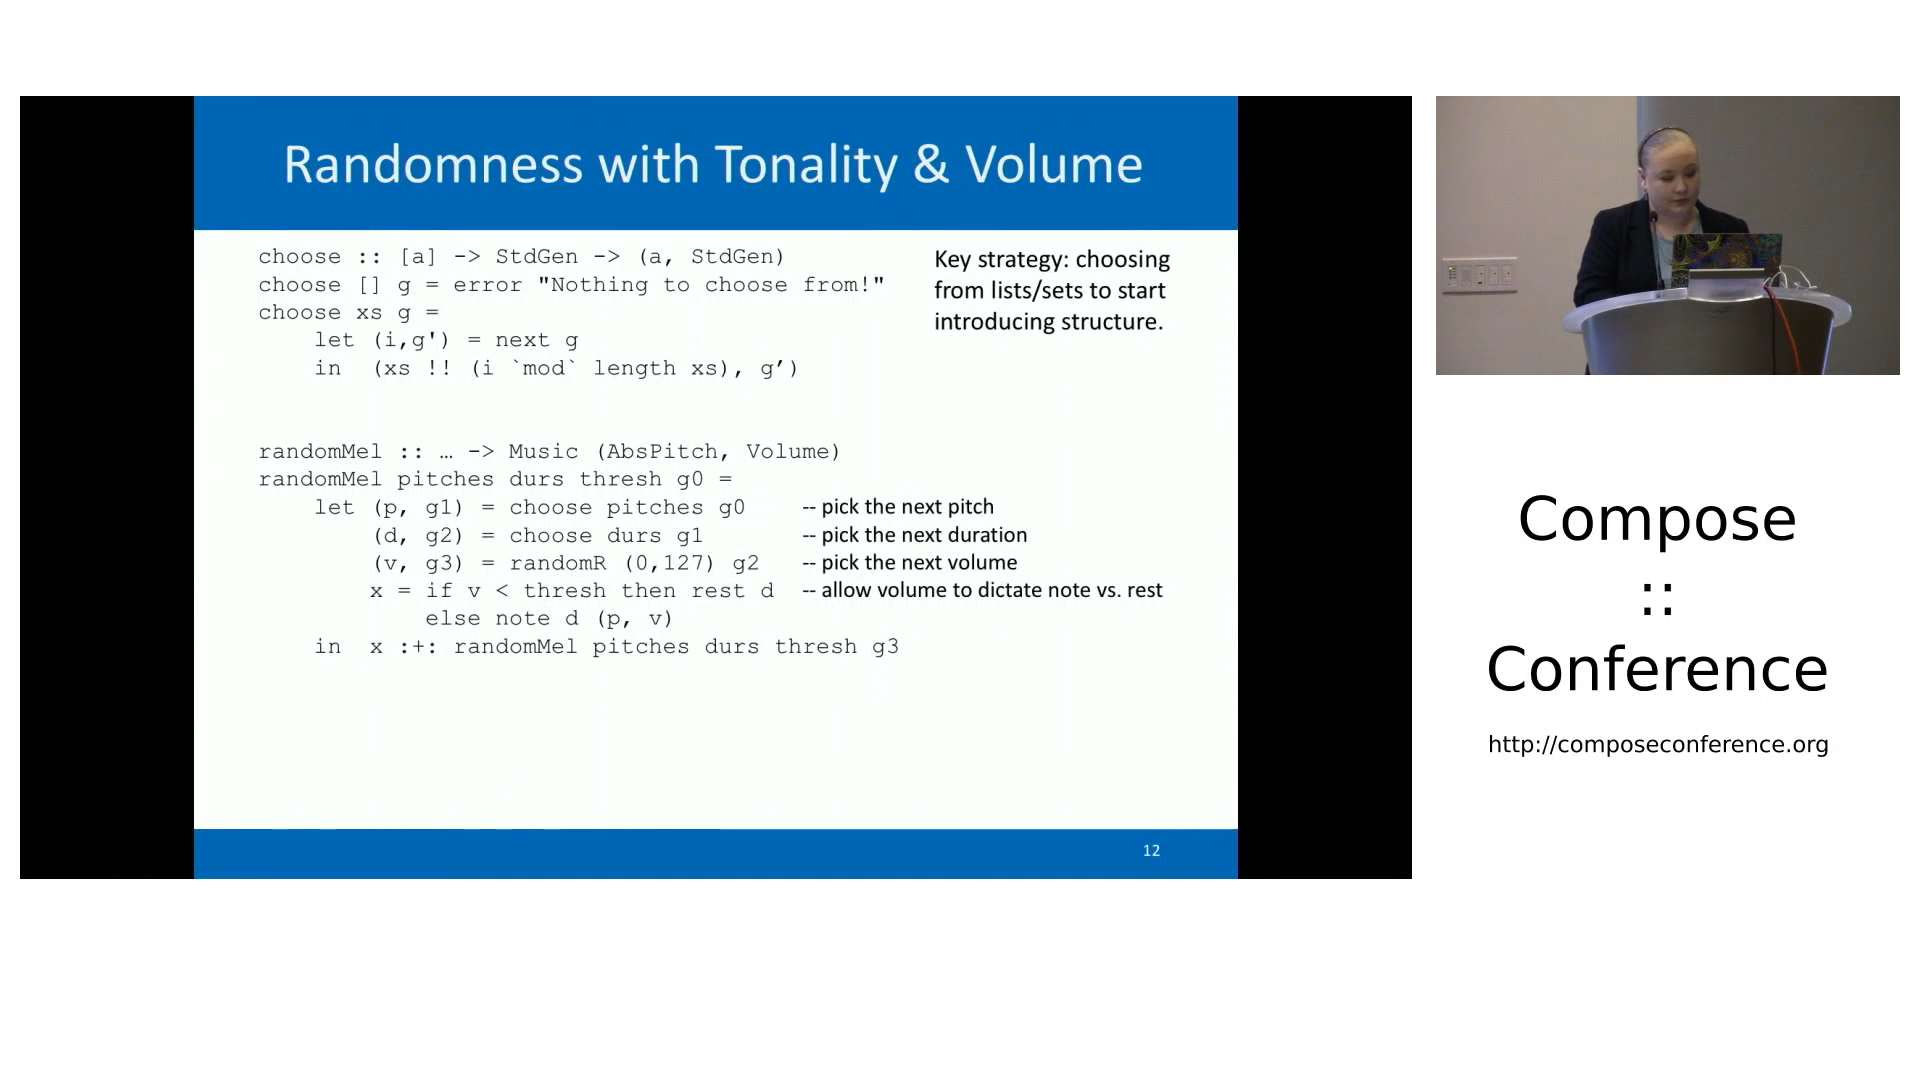 Randomness with Tonality & Volume
choose :: [a] -> StdGen -> (a, StdGen)
choose [] g = error "Nothing to choose from!"
choose xs g =
    let (i,g') = next g
    in  (xs !! (i `mod` length xs), g’)
Key strategy: choosing
from lists/sets to start
introducing structure.
randomMel :: … -> Music (AbsPitch, Volume)
randomMel pitches durs thresh g0 =
    let (p, g1) = choose pitches g0    -- pick the next pitch
        (d, g2) = choose durs g1       -- pick the next duration
        (v, g3) = randomR (0,127) g2   -- pick the next volume
        x = if v < thresh then rest d  -- allow volume to dictate note vs. rest
            else note d (p, v)
    in  x :+: randomMel pitches durs thresh g3
12
Compose
::
Conference
http://composeconference.org